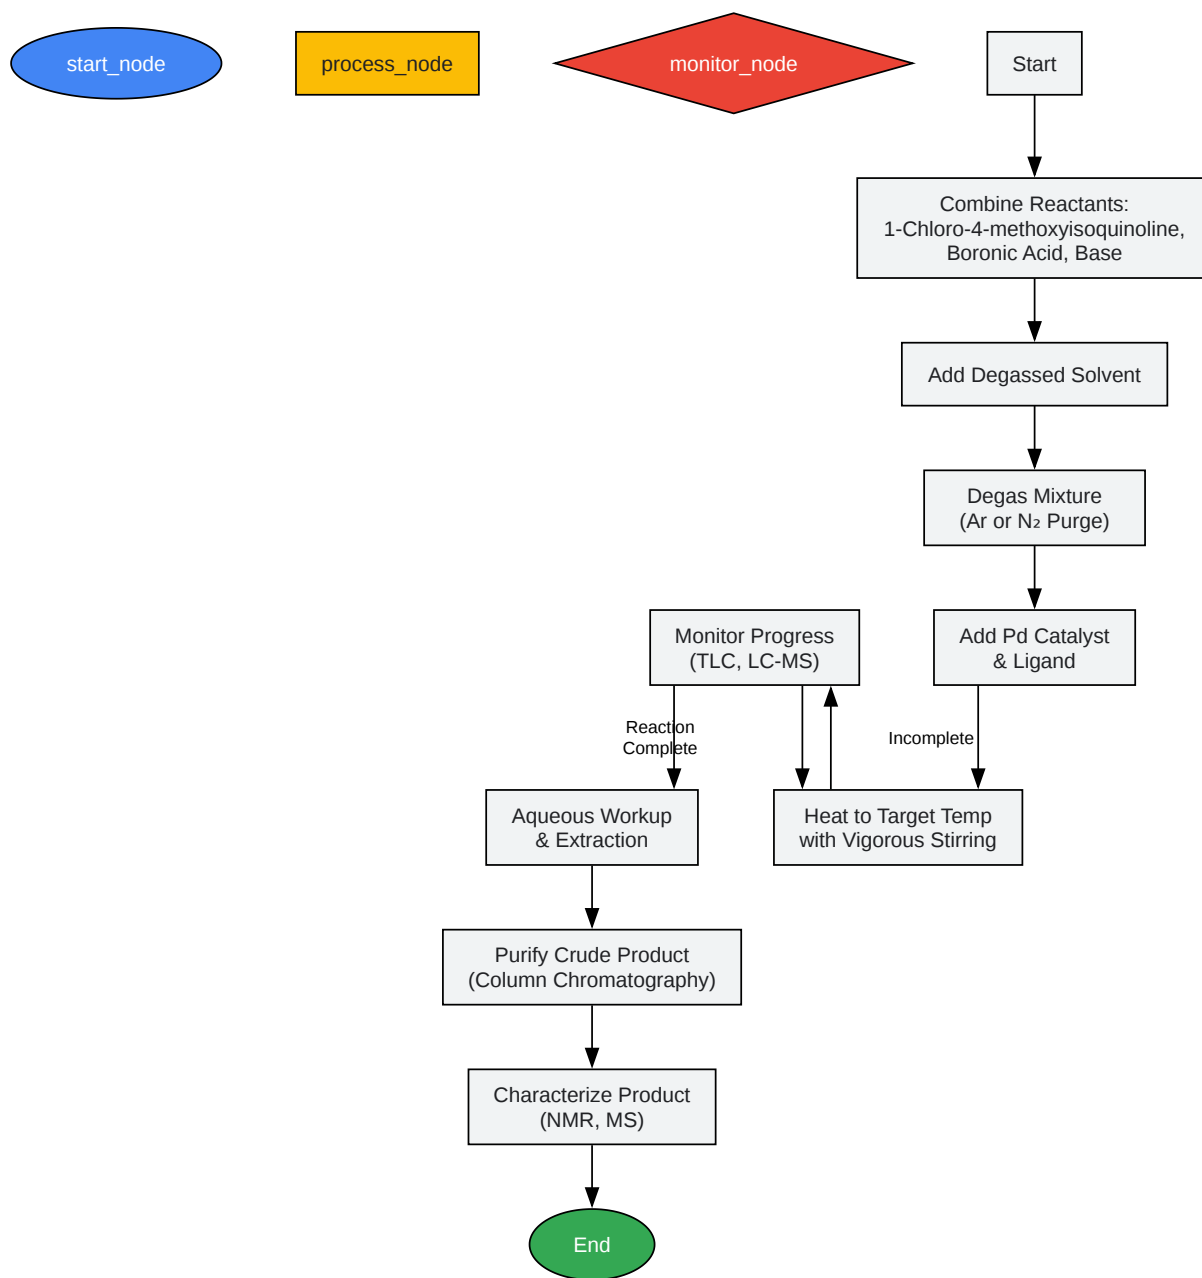 start_node
process_node
monitor_node
Start
Combine Reactants:
1-Chloro-4-methoxyisoquinoline,
Boronic Acid, Base
Add Degassed Solvent
Degas Mixture
(Ar or N₂ Purge)
Monitor Progress
(TLC, LC-MS)
Add Pd Catalyst
& Ligand
Reaction
Complete
Incomplete
Aqueous Workup
& Extraction
Heat to Target Temp
with Vigorous Stirring
Purify Crude Product
(Column Chromatography)
Characterize Product
(NMR, MS)
End